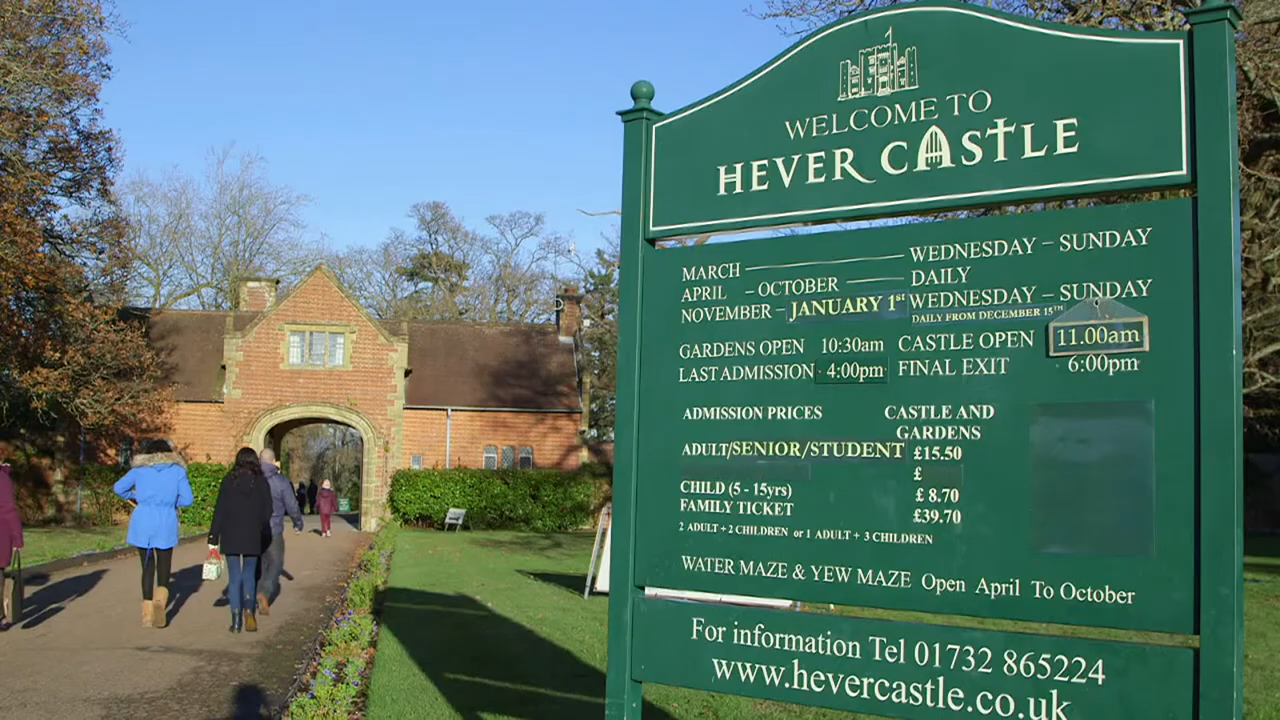 WELCOME TO
HEVER CASTLE
MARCH WEDNESDAY – SUNDAY
APRIL – OCTOBER DAILY
NOVEMBER – JANUARY 1st WEDNESDAY – SUNDAY
DAILY FROM DECEMBER 15TH
GARDENS OPEN 10:30am CASTLE OPEN 11.00am
LAST ADMISSION 4:00pm FINAL EXIT 6:00pm
ADMISSION PRICES CASTLE AND
GARDENS
ADULT/SENIOR/STUDENT £15.50
£
CHILD (5 - 15yrs) £ 8.70
FAMILY TICKET £39.70
2 ADULT + 2 CHILDREN or 1 ADULT + 3 CHILDREN
WATER MAZE & YEW MAZE Open April To October
For information Tel 01732 865224
www.hevercastle.co.uk